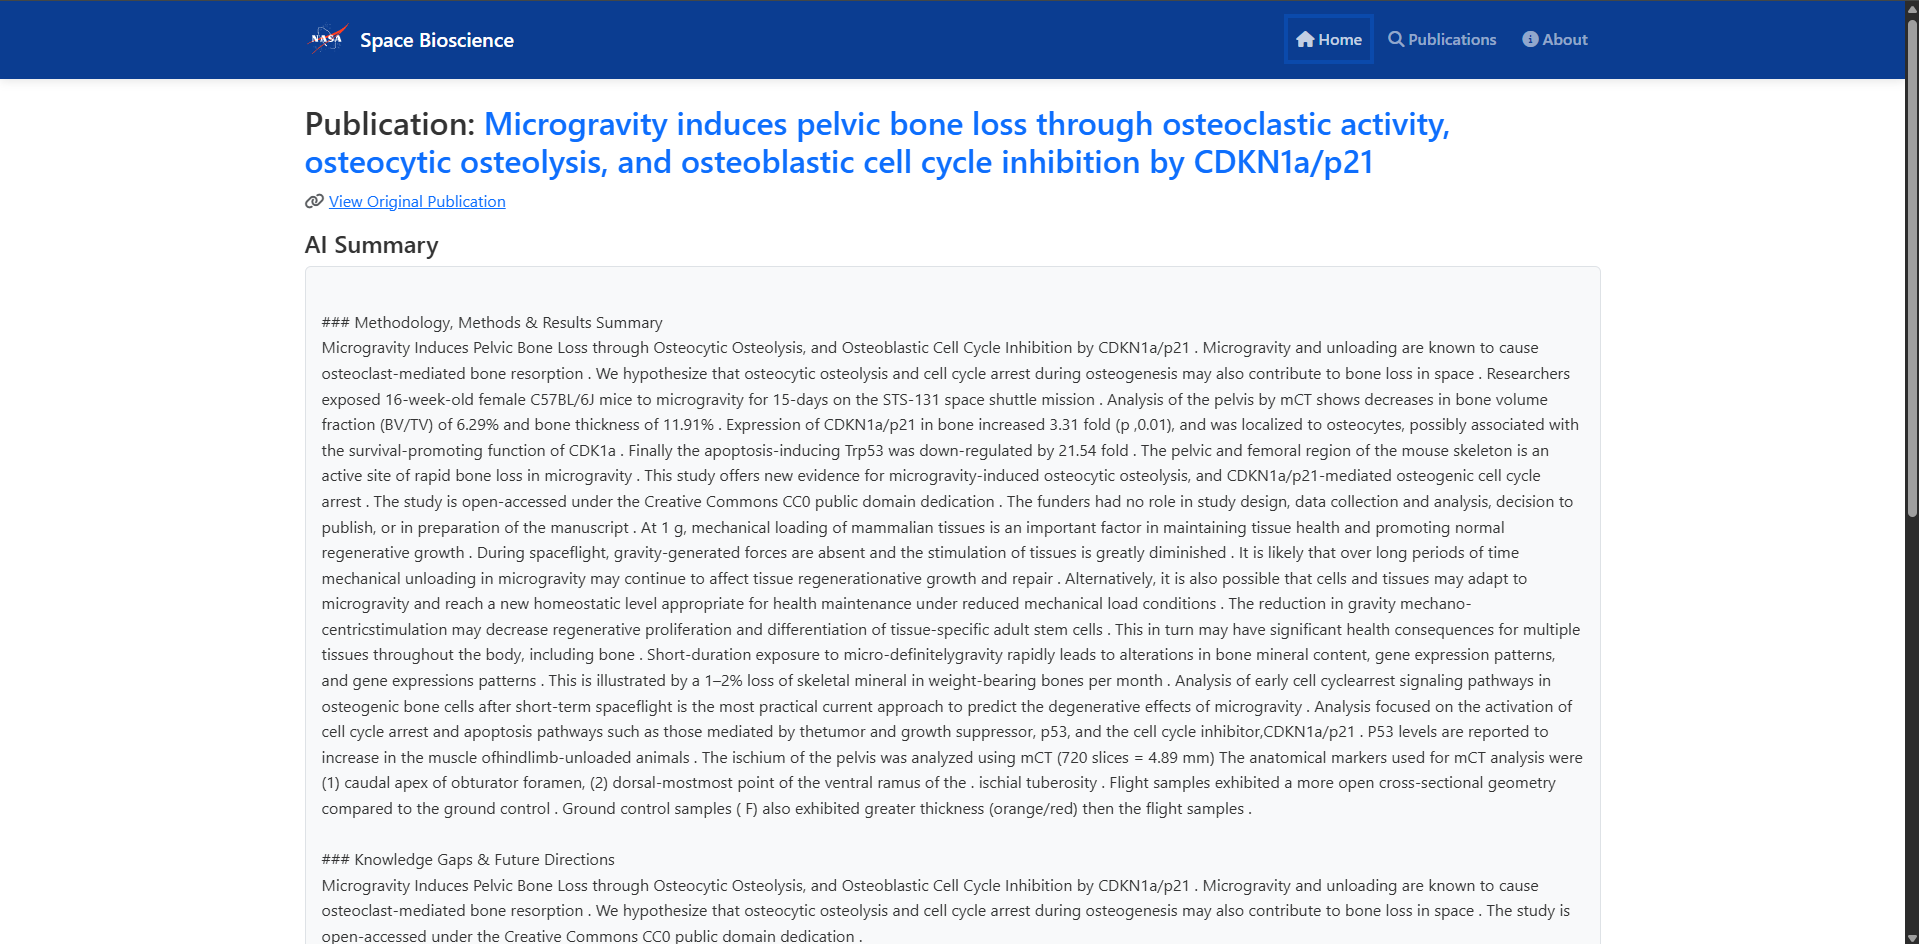 NASA Space Bioscience
Home Publications About
Publication: Microgravity induces pelvic bone loss through osteoclastic activity,
osteocytic osteolysis, and osteoblastic cell cycle inhibition by CDKN1a/p21
View Original Publication
AI Summary
### Methodology, Methods & Results Summary
Microgravity Induces Pelvic Bone Loss through Osteocytic Osteolysis, and Osteoblastic Cell Cycle Inhibition by CDKN1a/p21 . Microgravity and unloading are known to cause
osteoclast-mediated bone resorption . We hypothesize that osteocytic osteolysis and cell cycle arrest during osteogenesis may also contribute to bone loss in space . Researchers
exposed 16-week-old female C57BL/6J mice to microgravity for 15-days on the STS-131 space shuttle mission . Analysis of the pelvis by mCT shows decreases in bone volume
fraction (BV/TV) of 6.29% and bone thickness of 11.91% . Expression of CDKN1a/p21 in bone increased 3.31 fold (p ,0.01), and was localized to osteocytes, possibly associated with
the survival-promoting function of CDK1a . Finally the apoptosis-inducing Trp53 was down-regulated by 21.54 fold . The pelvic and femoral region of the mouse skeleton is an
active site of rapid bone loss in microgravity . This study offers new evidence for microgravity-induced osteocytic osteolysis, and CDKN1a/p21-mediated osteogenic cell cycle
arrest . The study is open-accessed under the Creative Commons CC0 public domain dedication . The funders had no role in study design, data collection and analysis, decision to
publish, or in preparation of the manuscript . At 1 g, mechanical loading of mammalian tissues is an important factor in maintaining tissue health and promoting normal
regenerative growth . During spaceflight, gravity-generated forces are absent and the stimulation of tissues is greatly diminished . It is likely that over long periods of time
mechanical unloading in microgravity may continue to affect tissue regenerationative growth and repair . Alternatively, it is also possible that cells and tissues may adapt to
microgravity and reach a new homeostatic level appropriate for health maintenance under reduced mechanical load conditions . The reduction in gravity mechano-
centricstimulation may decrease regenerative proliferation and differentiation of tissue-specific adult stem cells . This in turn may have significant health consequences for multiple
tissues throughout the body, including bone . Short-duration exposure to micro-definitelygravity rapidly leads to alterations in bone mineral content, gene expression patterns,
and gene expressions patterns . This is illustrated by a 1–2% loss of skeletal mineral in weight-bearing bones per month . Analysis of early cell cyclearrest signaling pathways in
osteogenic bone cells after short-term spaceflight is the most practical current approach to predict the degenerative effects of microgravity . Analysis focused on the activation of
cell cycle arrest and apoptosis pathways such as those mediated by thetumor and growth suppressor, p53, and the cell cycle inhibitor,CDKN1a/p21 . P53 levels are reported to
increase in the muscle ofhindlimb-unloaded animals . The ischium of the pelvis was analyzed using mCT (720 slices = 4.89 mm) The anatomical markers used for mCT analysis were
(1) caudal apex of obturator foramen, (2) dorsal-mostmost point of the ventral ramus of the . ischial tuberosity . Flight samples exhibited a more open cross-sectional geometry
compared to the ground control . Ground control samples ( F) also exhibited greater thickness (orange/red) then the flight samples .
### Knowledge Gaps & Future Directions
Microgravity Induces Pelvic Bone Loss through Osteocytic Osteolysis, and Osteoblastic Cell Cycle Inhibition by CDKN1a/p21 . Microgravity and unloading are known to cause
osteoclast-mediated bone resorption . We hypothesize that osteocytic osteolysis and cell cycle arrest during osteogenesis may also contribute to bone loss in space . The study is
open-accessed under the Creative Commons CC0 public domain dedication .